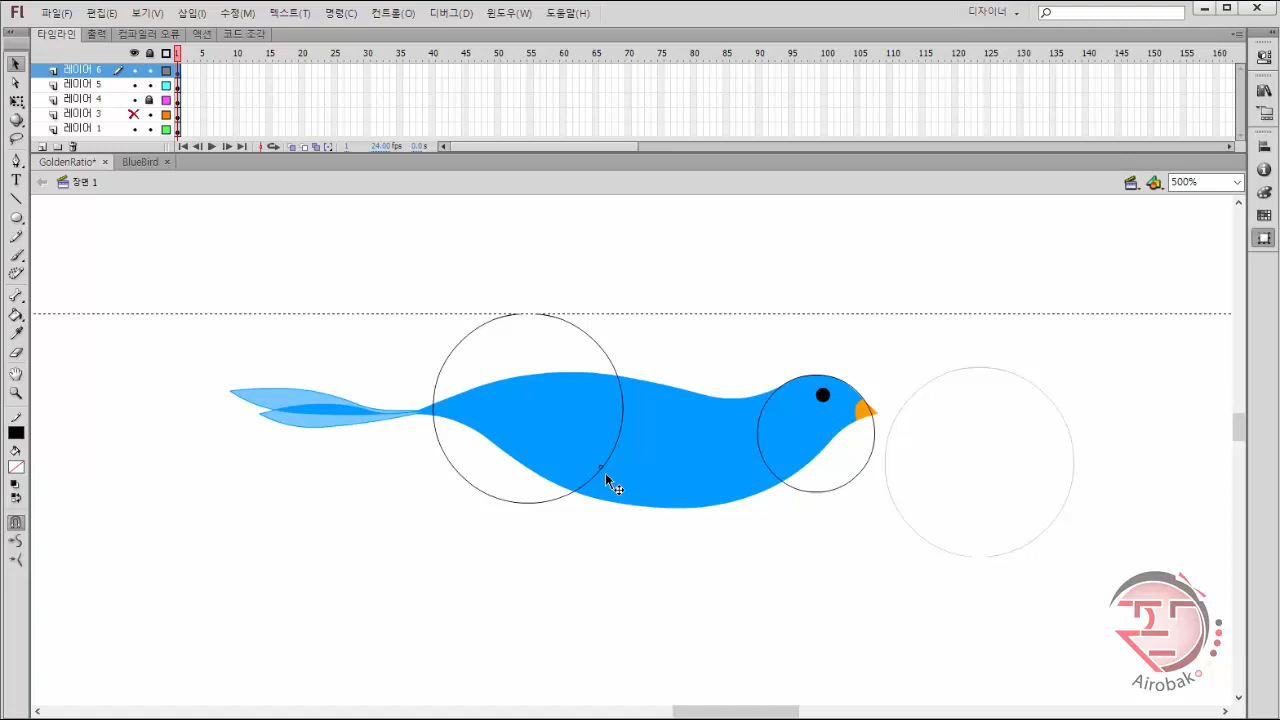 Fl 파일(F) 편집(E) 보기(V) 삽입(I) 수정(M) 텍스트(T) 명령(C) 컨트롤(O) 디버그(D) 윈도우(W) 도움말(H) 디자이너
타임라인 출력 컴파일러 오류 액션 코드 조각
1 5 10 15 20 25 30 35 40 45 50 55 60 65 70 75 80 85 90 95 100 105 110 115 120 125 130 135 140 145 150 155 160
레이어 6
레이어 5
레이어 4
레이어 3
레이어 1
1 24.00 fps 0.0 s
GoldenRatio* BlueBird
장면 1 500%
Airobak